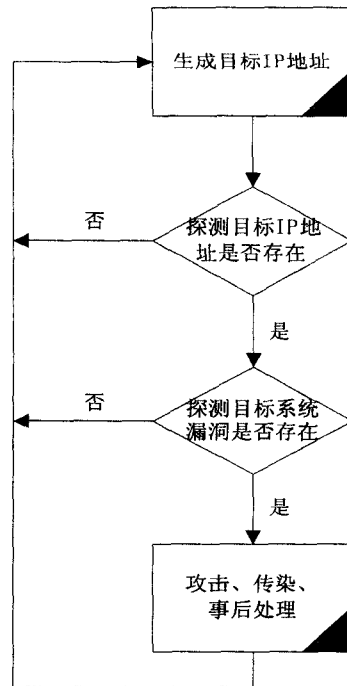 生成目标IP地址
否
探测目标IP地
址是否存在
是
否
探测目标系统
漏洞是否存在
是
攻击、传染、
事后处理